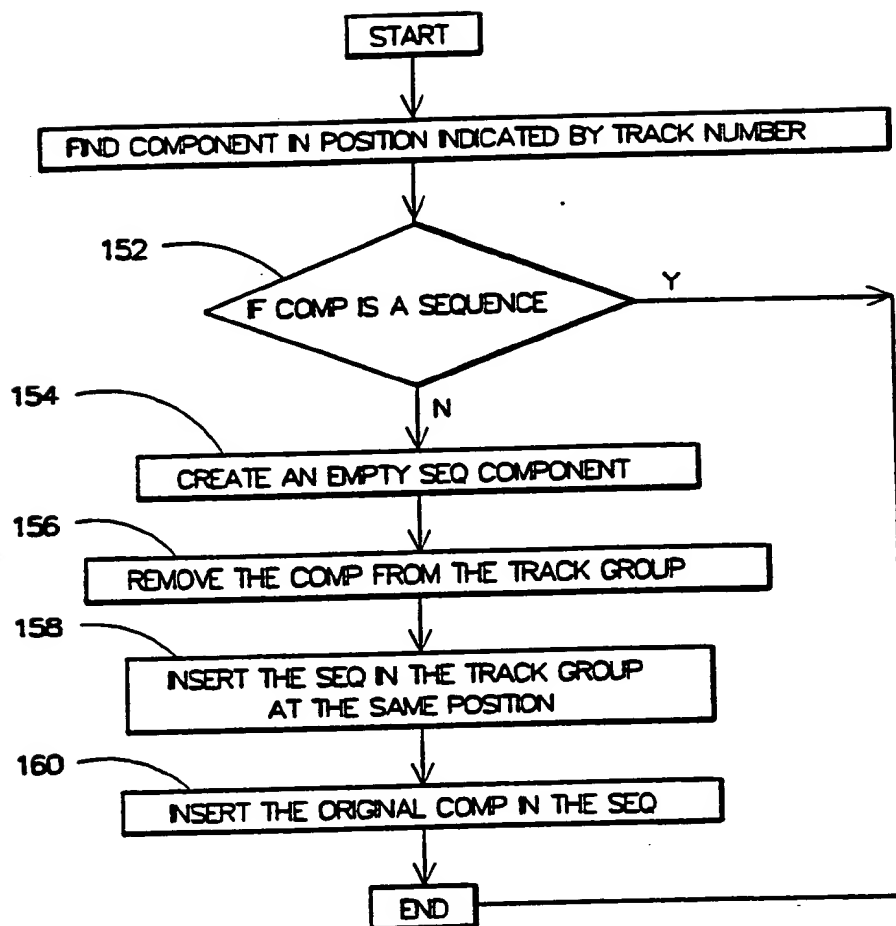 START
FIND COMPONENT IN POSITION INDICATED BY TRACK NUMBER
152
IF COMP IS A SEQUENCE
Y
N
154
CREATE AN EMPTY SEQ COMPONENT
156
REMOVE THE COMP FROM THE TRACK GROUP
158
INSERT THE SEQ IN THE TRACK GROUP
AT THE SAME POSITION
160
INSERT THE ORIGINAL COMP IN THE SEQ
END